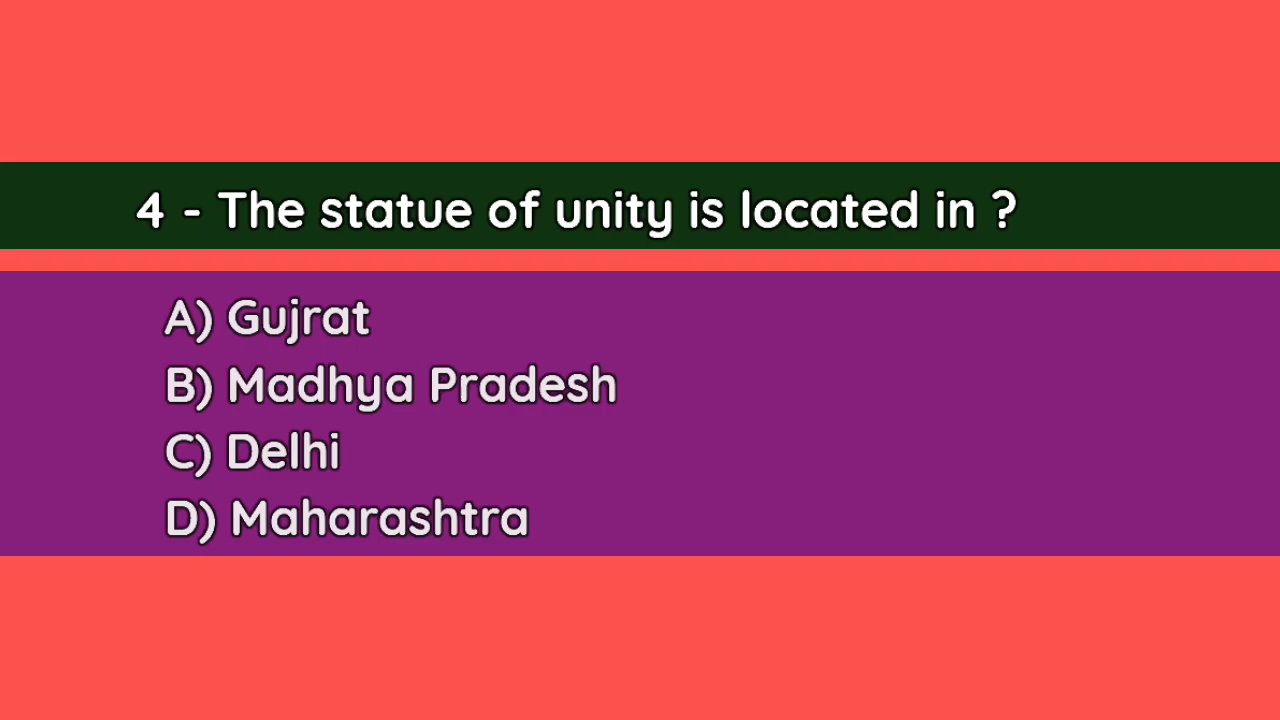 4 - The statue of unity is located in ?
A) Gujrat
B) Madhya Pradesh
C) Delhi
D) Maharashtra